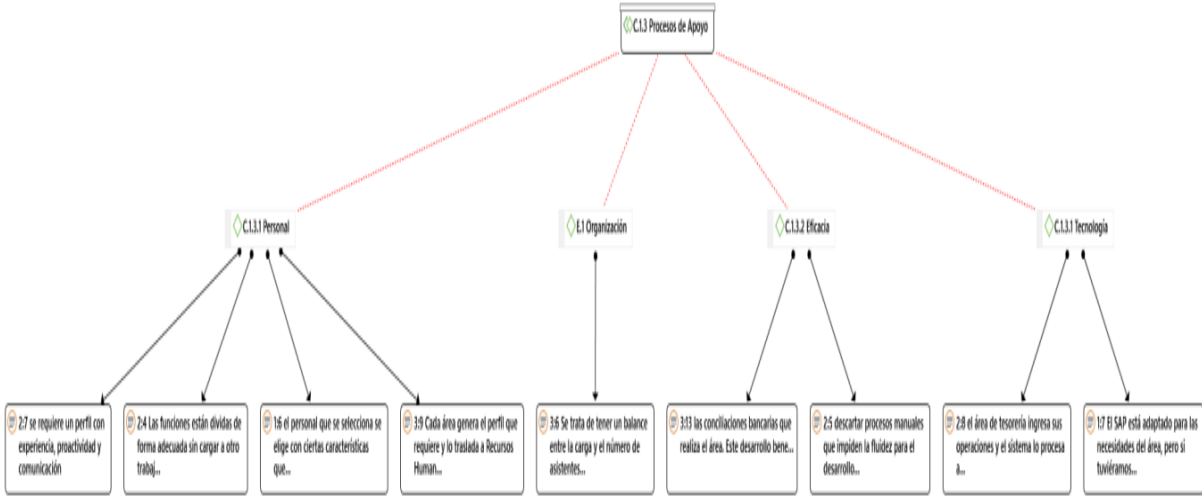 C.1.3 Procesos de Apoyo
C.1.3.1 Personal
E.1 Organización
C.1.3.2 Eficacia
C.1.3.1 Tecnologia
2:7 se requiere un perfil con
experiencia, proactividad y
comunicación
2:4 Las funciones están dividas de
forma adecuada sin cargar a otro
trabaj...
1:6 el personal que se selecciona se
elige con ciertas características
que...
3:9 Cada área genera el perfil que
requiere y lo traslada a Recursos
Human...
3:6 Se trata de tener un balance
entre la carga y el número de
asistentes...
3:13 las conciliaciones bancarias que
realiza el área. Este desarrollo bene...
2:5 descartar procesos manuales
que impiden la fluidez para el
desarrollo...
2:8 el área de tesorería ingresa sus
operaciones y el sistema lo procesa
a...
1:7 El SAP está adaptado para las
necesidades del área, pero si
tuviéramos...